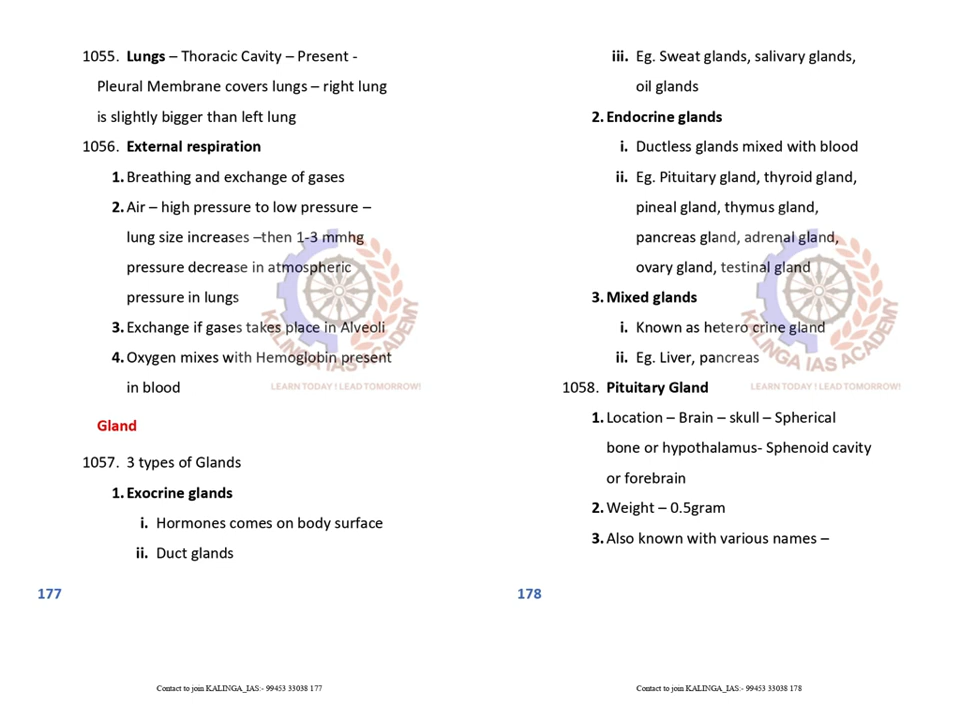 1055. Lungs – Thoracic Cavity – Present -
Pleural Membrane covers lungs – right lung
is slightly bigger than left lung
1056. External respiration
1. Breathing and exchange of gases
2. Air – high pressure to low pressure –
lung size increases –then 1-3 mmhg
pressure decrease in atmospheric
pressure in lungs
3. Exchange if gases takes place in Alveoli
4. Oxygen mixes with Hemoglobin present
in blood
Gland
1057. 3 types of Glands
1. Exocrine glands
i. Hormones comes on body surface
ii. Duct glands
177
KALINGA IAS ACADEMY
LEARN TODAY ! LEAD TOMORROW!
Contact to join KALINGA_IAS:- 99453 33038 177
iii. Eg. Sweat glands, salivary glands,
oil glands
2. Endocrine glands
i. Ductless glands mixed with blood
ii. Eg. Pituitary gland, thyroid gland,
pineal gland, thymus gland,
pancreas gland, adrenal gland,
ovary gland, testinal gland
3. Mixed glands
i. Known as hetero crine gland
ii. Eg. Liver, pancreas
1058. Pituitary Gland
1. Location – Brain – skull – Spherical
bone or hypothalamus- Sphenoid cavity
or forebrain
2. Weight – 0.5gram
3. Also known with various names –
178
KALINGA IAS ACADEMY
LEARN TODAY ! LEAD TOMORROW!
Contact to join KALINGA_IAS:- 99453 33038 178